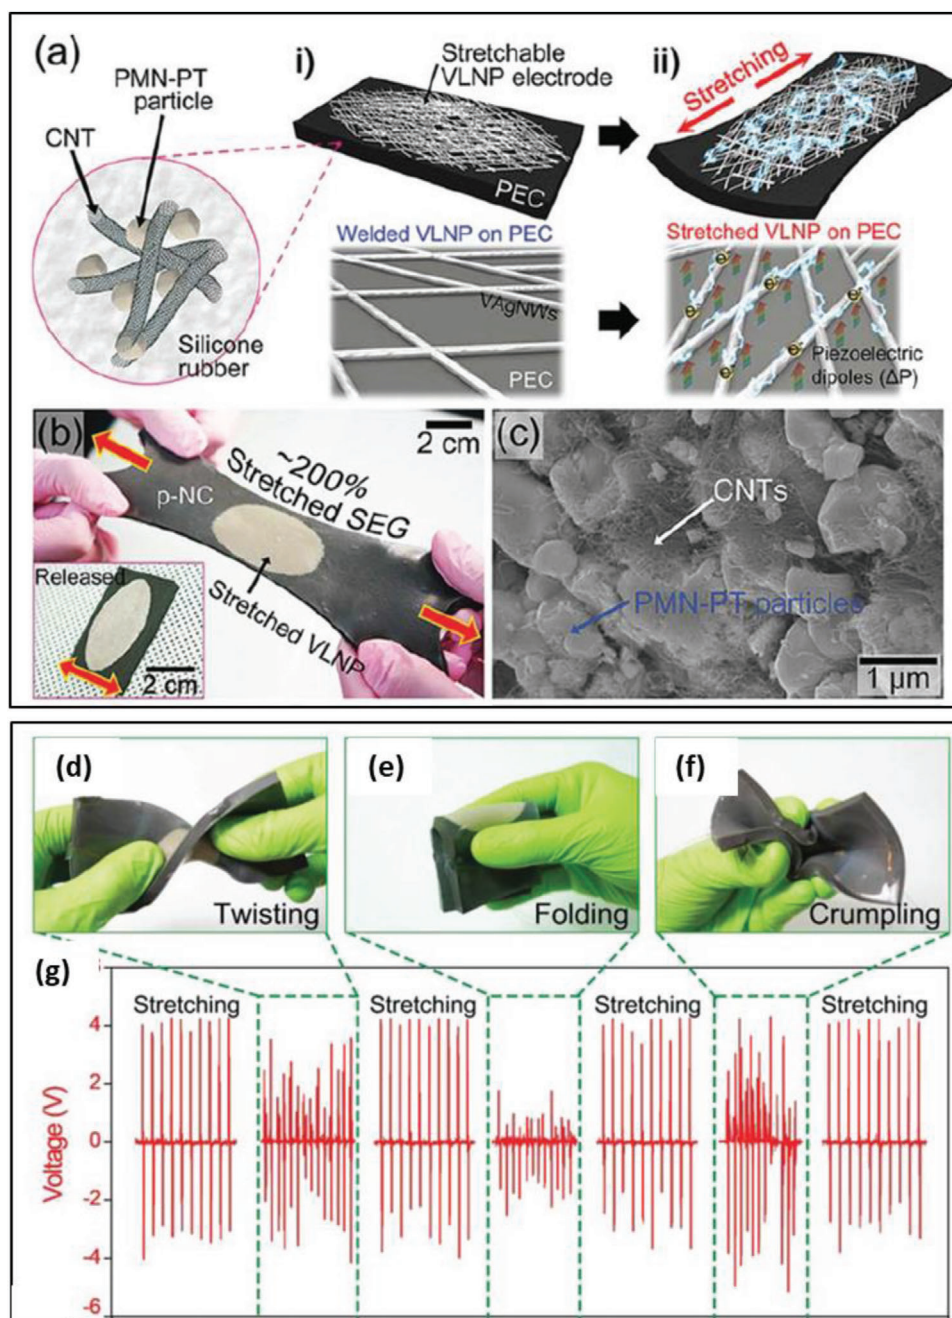 (a)
PMN-PT
particle
CNT
Silicone
rubber
i)
Stretchable
VLNP electrode
PEC
ii)
Stretching
Welded VLNP on PEC
VAgNWs
PEC
Stretched VLNP on PEC
e
e
e
e
e
e
Piezoelectric
dipoles (ΔP)
(b)
2 cm
~200%
Stretched SEG
p-NC
Stretched VLNP
Released
2 cm
(c)
CNTs
PMN-PT particles
1 μm
(d)
Twisting
(e)
Folding
(f)
Crumpling
(g)
Stretching
Stretching
Stretching
Stretching
Voltage (V)
4
2
0
-2
-4
-6